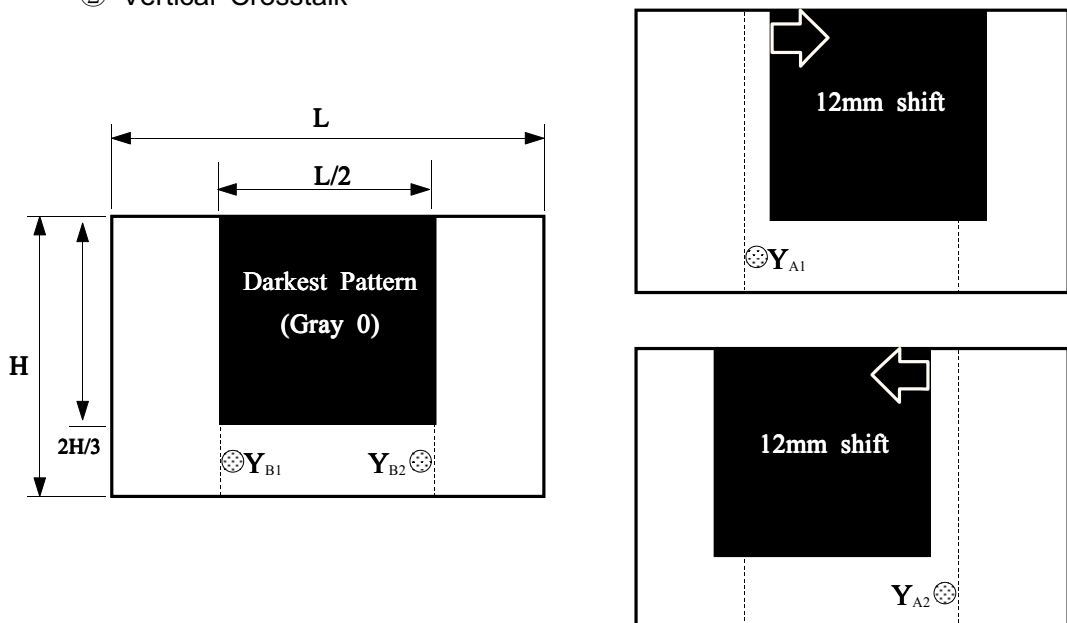 ② Vertical Crosstalk
L
L/2
Darkest Pattern
(Gray 0)
H
2H/3
YB1
YB2
12mm shift
YA1
12mm shift
YA2